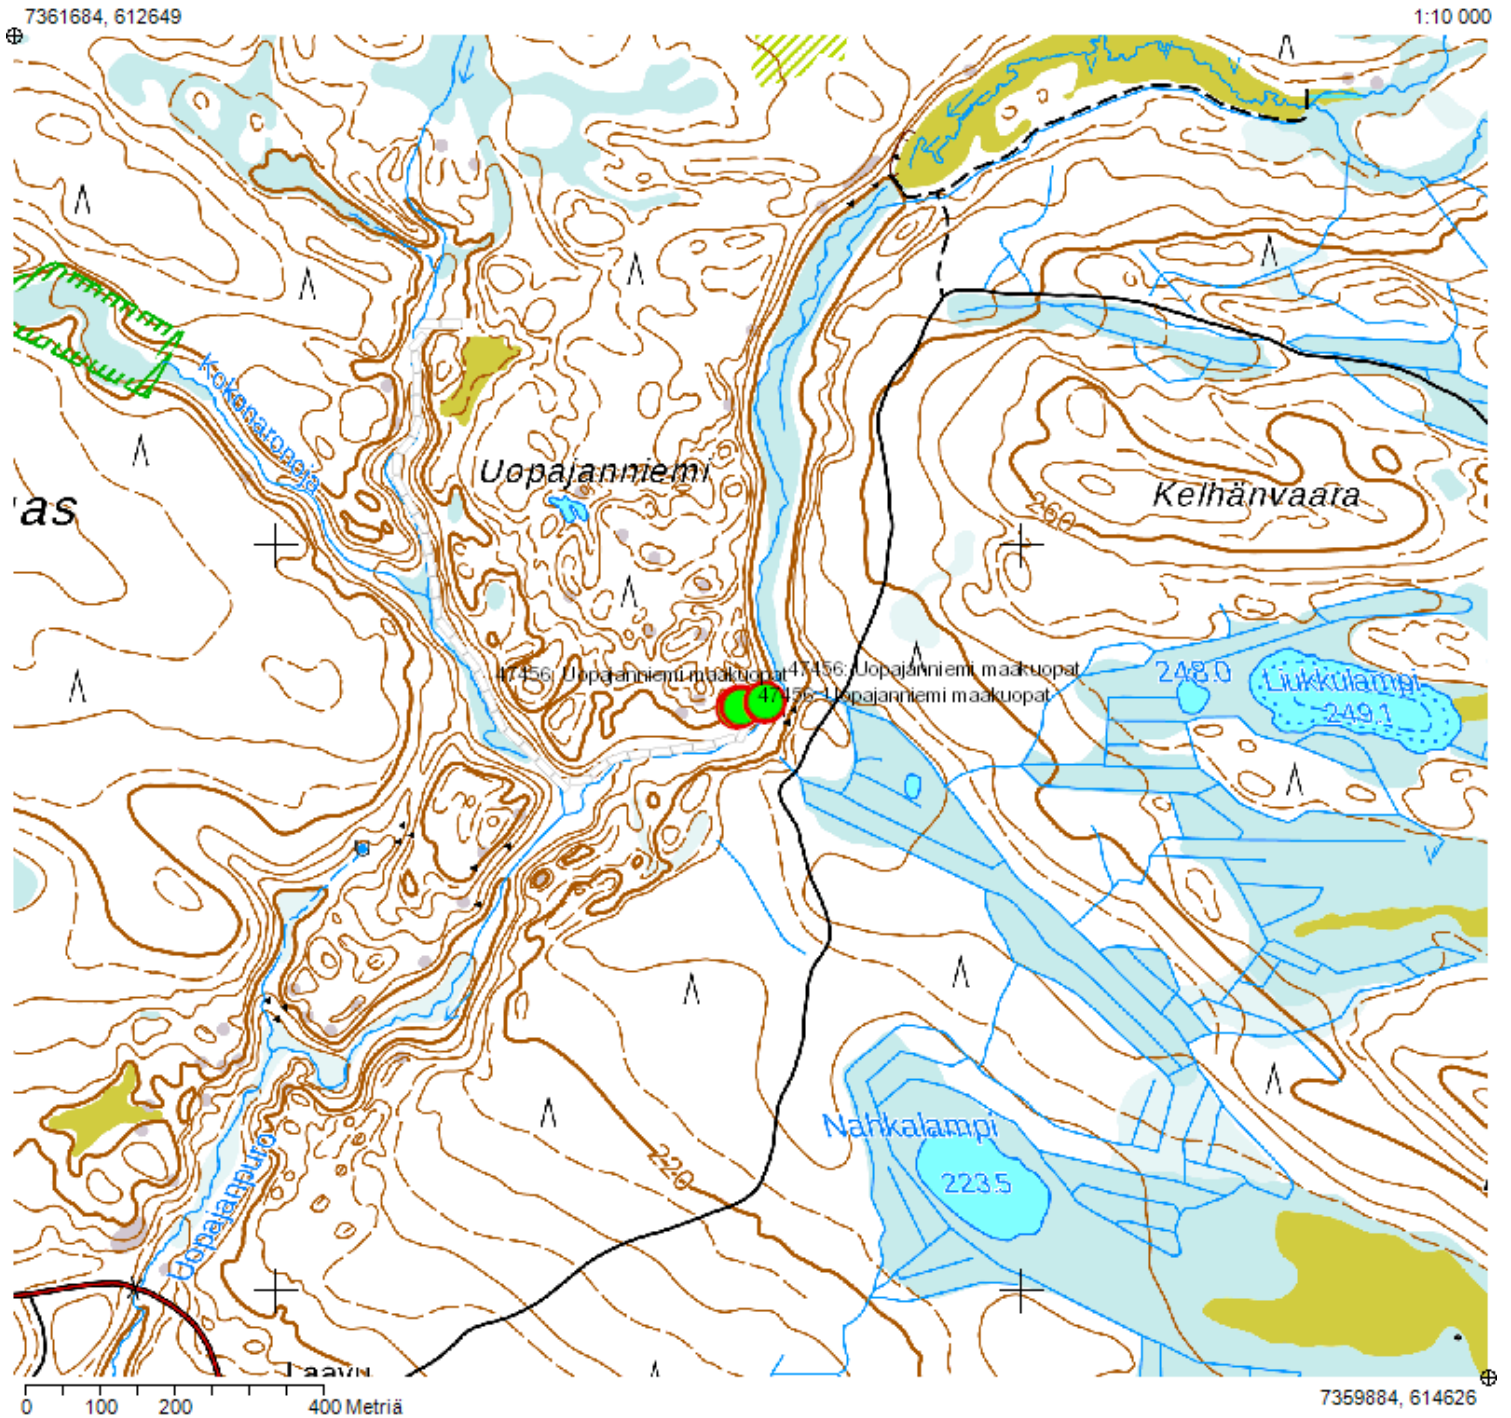 7361684, 612649
1:10 000
Kokonaronoja
Uopajanniemi
Kelhänvaara
260
47456: Uopajanniemi maakuopat
47456: Uopajanniemi maakuopat
47456: Uopajanniemi maakuopat
248.0
Liukkulampi
249.1
Nahkalampi
223.5
220
Uopajanpuro
Laavu
0 100 200 400 Metriä
7359884, 614626